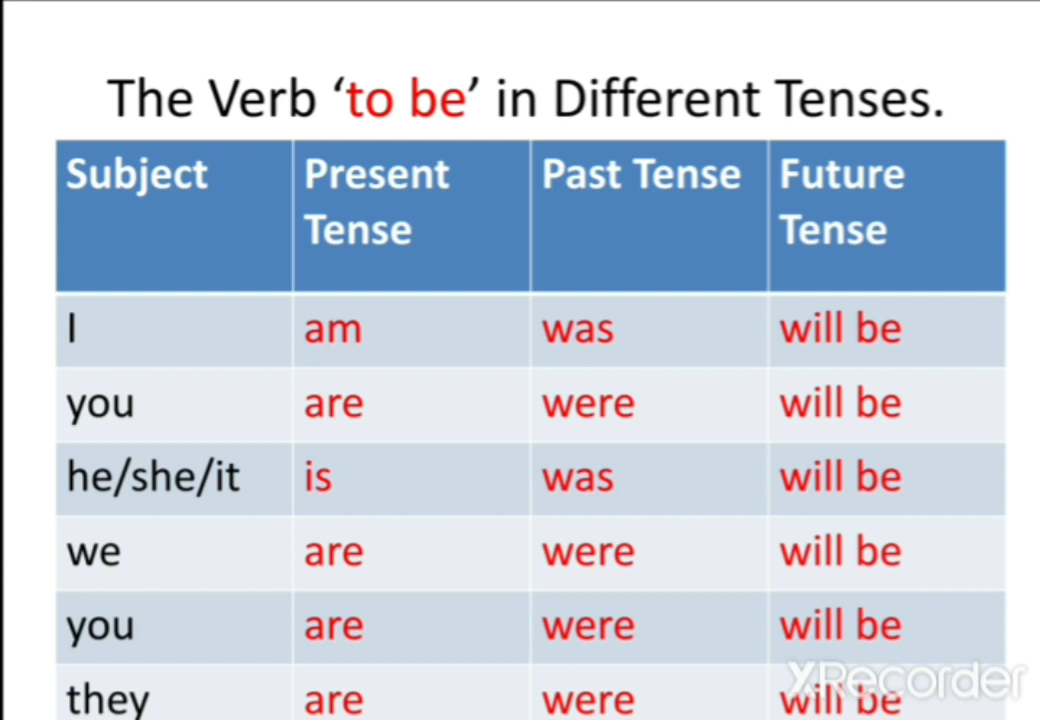 The Verb ‘to be’ in Different Tenses.
Subject Present Tense Past Tense Future Tense
I am was will be
you are were will be
he/she/it is was will be
we are were will be
you are were will be
they are were will be
XRecorder